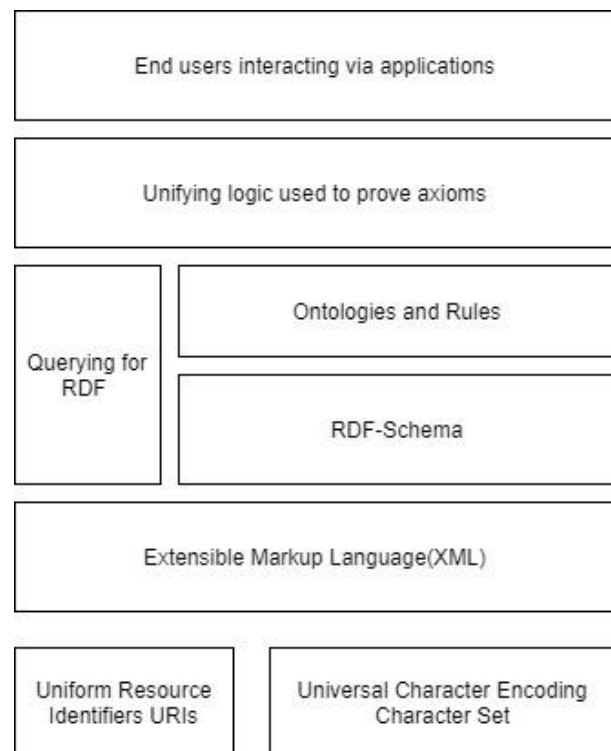 End users interacting via applications
Unifying logic used to prove axioms
Querying for
RDF
Ontologies and Rules
RDF-Schema
Extensible Markup Language(XML)
Uniform Resource
Identifiers URIs
Universal Character Encoding
Character Set